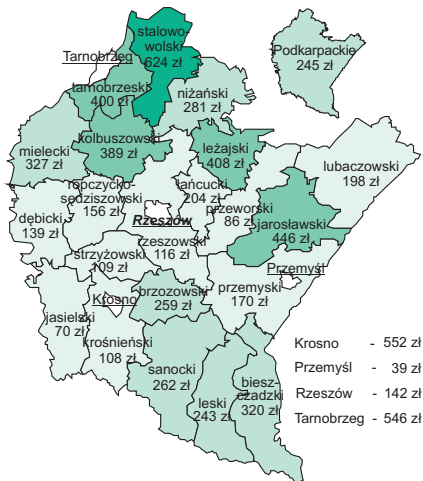 stalowo-
wolski
624 zł
Tarnobrzeg
Podkarpackie
245 zł
tarnobrzeski
400 zł
niżański
281 zł
kolbuszowski
389 zł
mielecki
327 zł
leżajski
408 zł
lubaczowski
198 zł
ropczycko-
sędziszowski
156 zł
łańcucki
204 zł
dębicki
139 zł
Rzeszów
przeworski
86 zł
jarosławski
446 zł
rzeszowski
116 zł
strzyżowski
109 zł
Przemyśl
Krosno
brzozowski
259 zł
przemyski
170 zł
jasielski
70 zł
krośnieński
108 zł
sanocki
262 zł
leski
243 zł
biesz-
czadzki
320 zł
Krosno - 552 zł
Przemyśl - 39 zł
Rzeszów - 142 zł
Tarnobrzeg - 546 zł